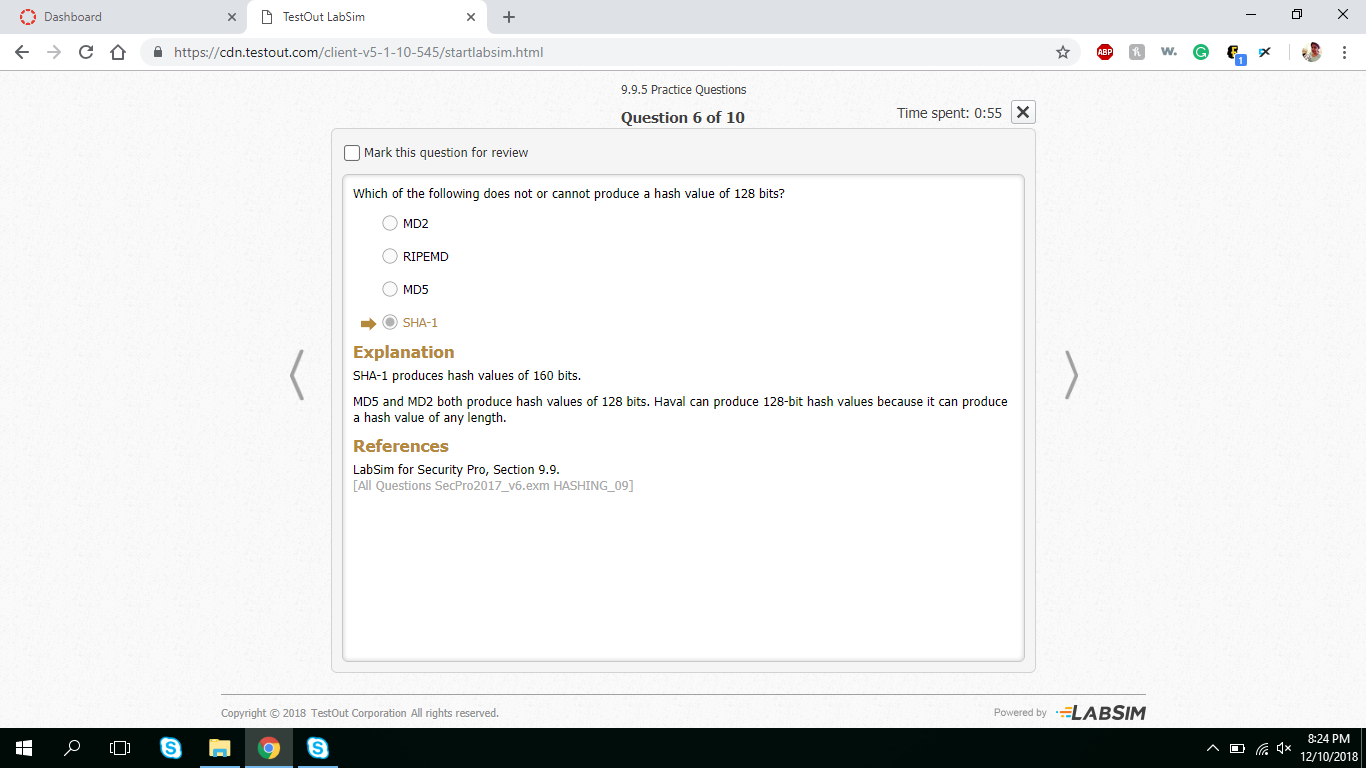 Dashboard
TestOut LabSim
https://cdn.testout.com/client-v5-1-10-545/startlabsim.html
ABP
w.
1
9.9.5 Practice Questions
Question 6 of 10
Time spent: 0:55
Mark this question for review
Which of the following does not or cannot produce a hash value of 128 bits?
MD2
RIPEMD
MD5
SHA-1
Explanation
SHA-1 produces hash values of 160 bits.
MD5 and MD2 both produce hash values of 128 bits. Haval can produce 128-bit hash values because it can produce
a hash value of any length.
References
LabSim for Security Pro, Section 9.9.
[All Questions SecPro2017_v6.exm HASHING_09]
Copyright © 2018 TestOut Corporation All rights reserved.
Powered by LABSIM
8:24 PM
12/10/2018